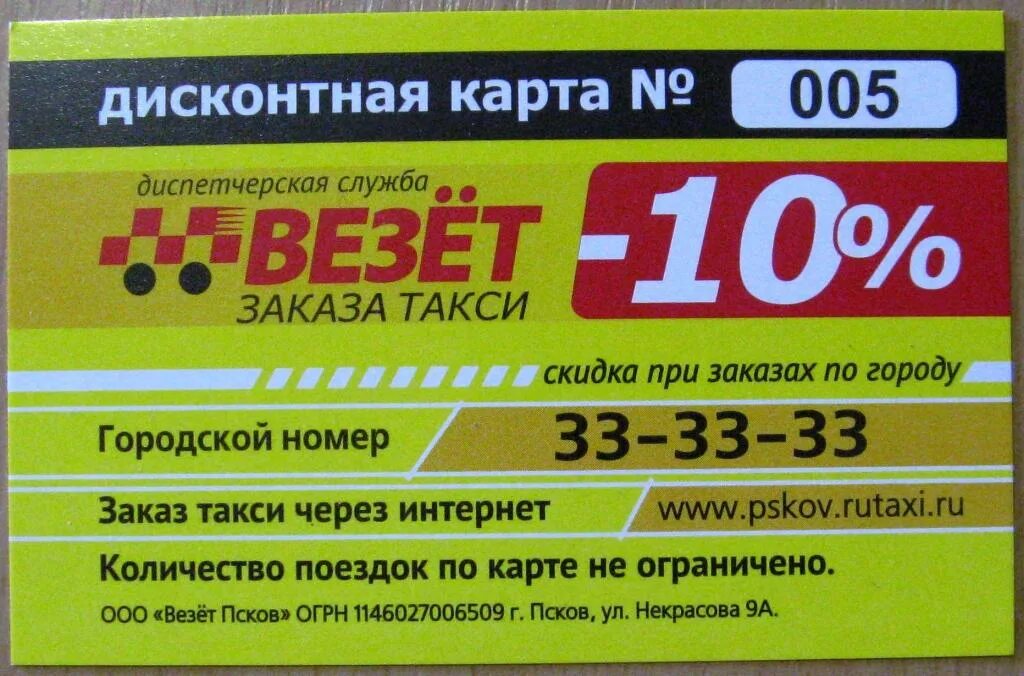 дисконтная карта № 005
диспетчерская служба
ВЕЗЁТ
ЗАКАЗА ТАКСИ
-10%
скидка при заказах по городу
Городской номер 33-33-33
Заказ такси через интернет www.pskov.rutaxi.ru
Количество поездок по карте не ограничено.
ООО «Везёт Псков» ОГРН 1146027006509 г. Псков, ул. Некрасова 9А.